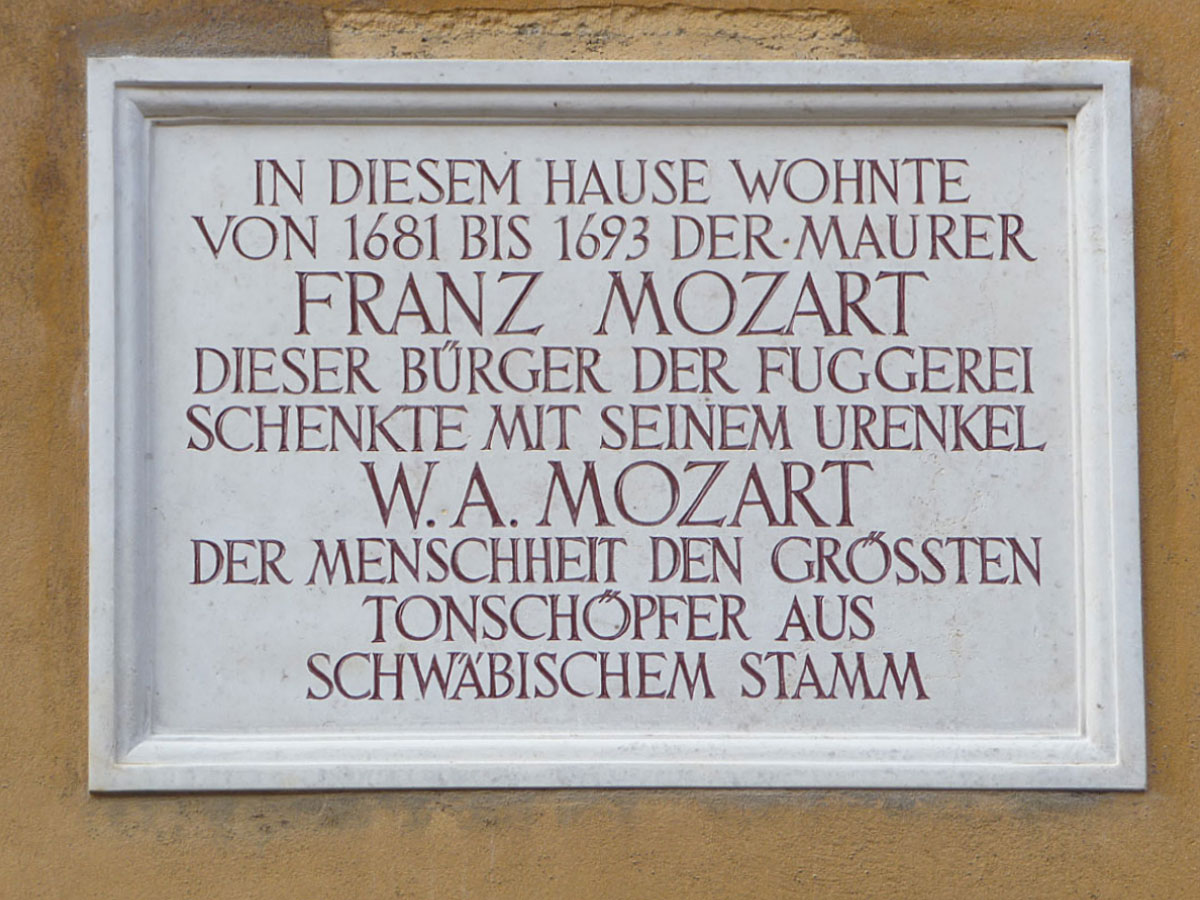 IN DIESEM HAUSE WOHNTE
VON 1681 BIS 1693 DER MAURER
FRANZ MOZART
DIESER BÜRGER DER FUGGEREI
SCHENKTE MIT SEINEM URENKEL
W. A. MOZART
DER MENSCHHEIT DEN GRÖSSTEN
TONSCHÖPFER AUS
SCHWÄBISCHEM STAMM